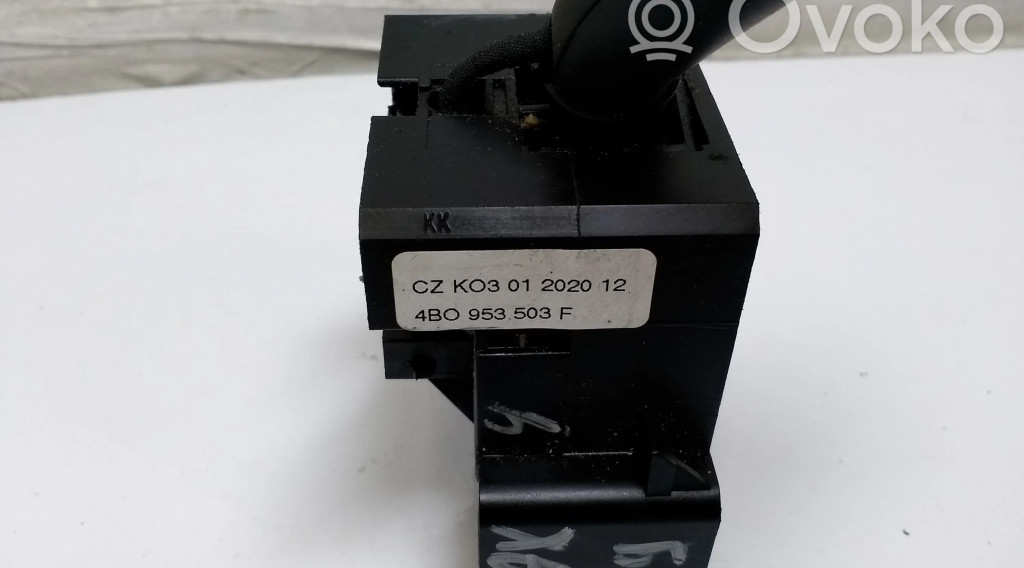 Ovoko
KK
CZ KO3 01 2020 12
4BO 953 503 F